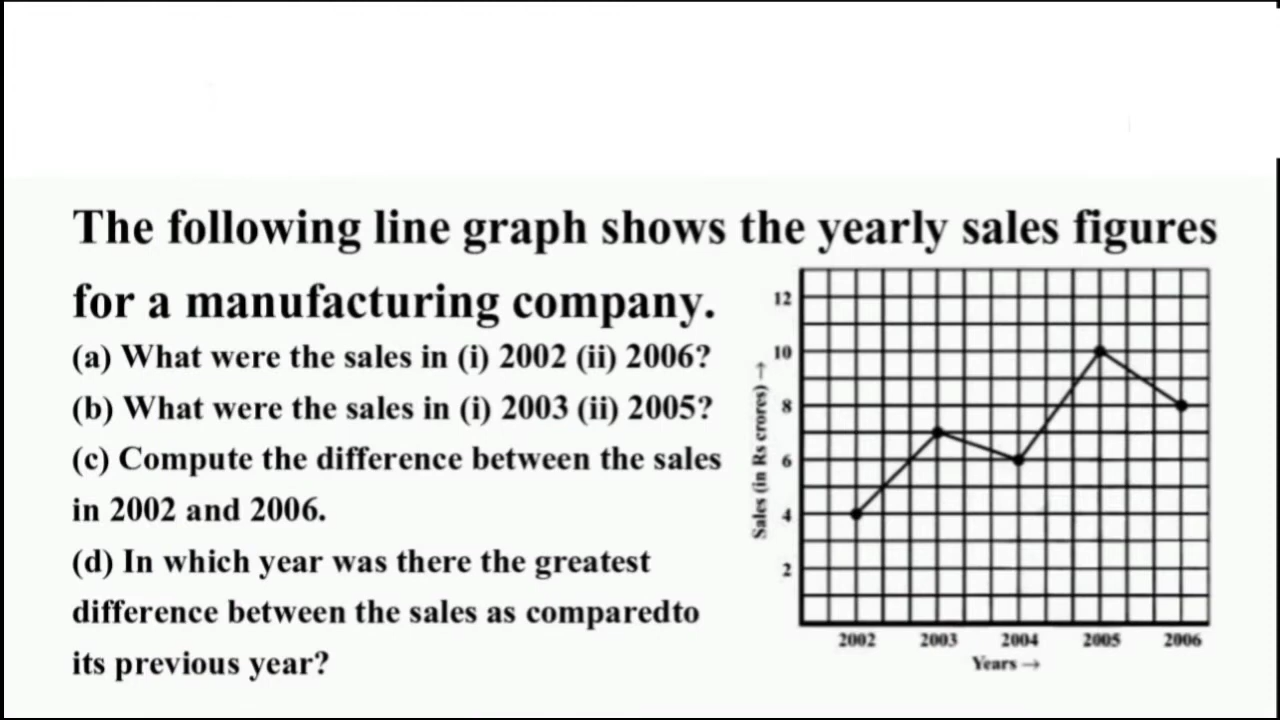 The following line graph shows the yearly sales figures
for a manufacturing company.
(a) What were the sales in (i) 2002 (ii) 2006?
(b) What were the sales in (i) 2003 (ii) 2005?
(c) Compute the difference between the sales
in 2002 and 2006.
(d) In which year was there the greatest
difference between the sales as comparedto
its previous year?
Sales (in Rs crores) →
12
10
8
6
4
2
2002 2003 2004 2005 2006
Years →